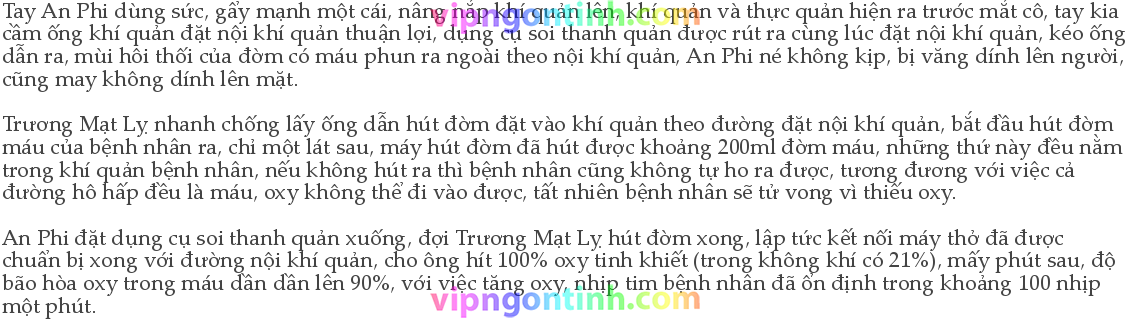 Tay An Phi dùng sức, gẩy mạnh một cái, nâng nắp khí quản lên, khí quản và thực quản hiện ra trước mắt cô, tay kia
cầm ống khí quản đặt nội khí quản thuận lợi, dụng cụ soi thanh quản được rút ra cùng lúc đặt nội khí quản, kéo ống
dẫn ra, mùi hôi thối của đờm có máu phun ra ngoài theo nội khí quản, An Phi né không kịp, bị văng dính lên người,
cũng may không dính lên mặt.
Trương Mạt Lỵ nhanh chống lấy ống dẫn hút đờm đặt vào khí quản theo đường đặt nội khí quản, bắt đầu hút đờm
máu của bệnh nhân ra, chỉ một lát sau, máy hút đờm đã hút được khoảng 200ml đờm máu, những thứ này đều nằm
trong khí quản bệnh nhân, nếu không hút ra thì bệnh nhân cũng không tự ho ra được, tương đương với việc cả
đường hô hấp đều là máu, oxy không thể đi vào được, tất nhiên bệnh nhân sẽ tử vong vì thiếu oxy.
An Phi đặt dụng cụ soi thanh quản xuống, đợi Trương Mạt Lỵ hút đờm xong, lập tức kết nối máy thở đã được
chuẩn bị xong với đường nội khí quản, cho ông hít 100% oxy tinh khiết (trong không khí có 21%), mấy phút sau, độ
bão hòa oxy trong máu dần dần lên 90%, với việc tăng oxy, nhịp tim bệnh nhân đã ổn định trong khoảng 100 nhịp
một phút.
vipngontinh.com
vipngontinh.com